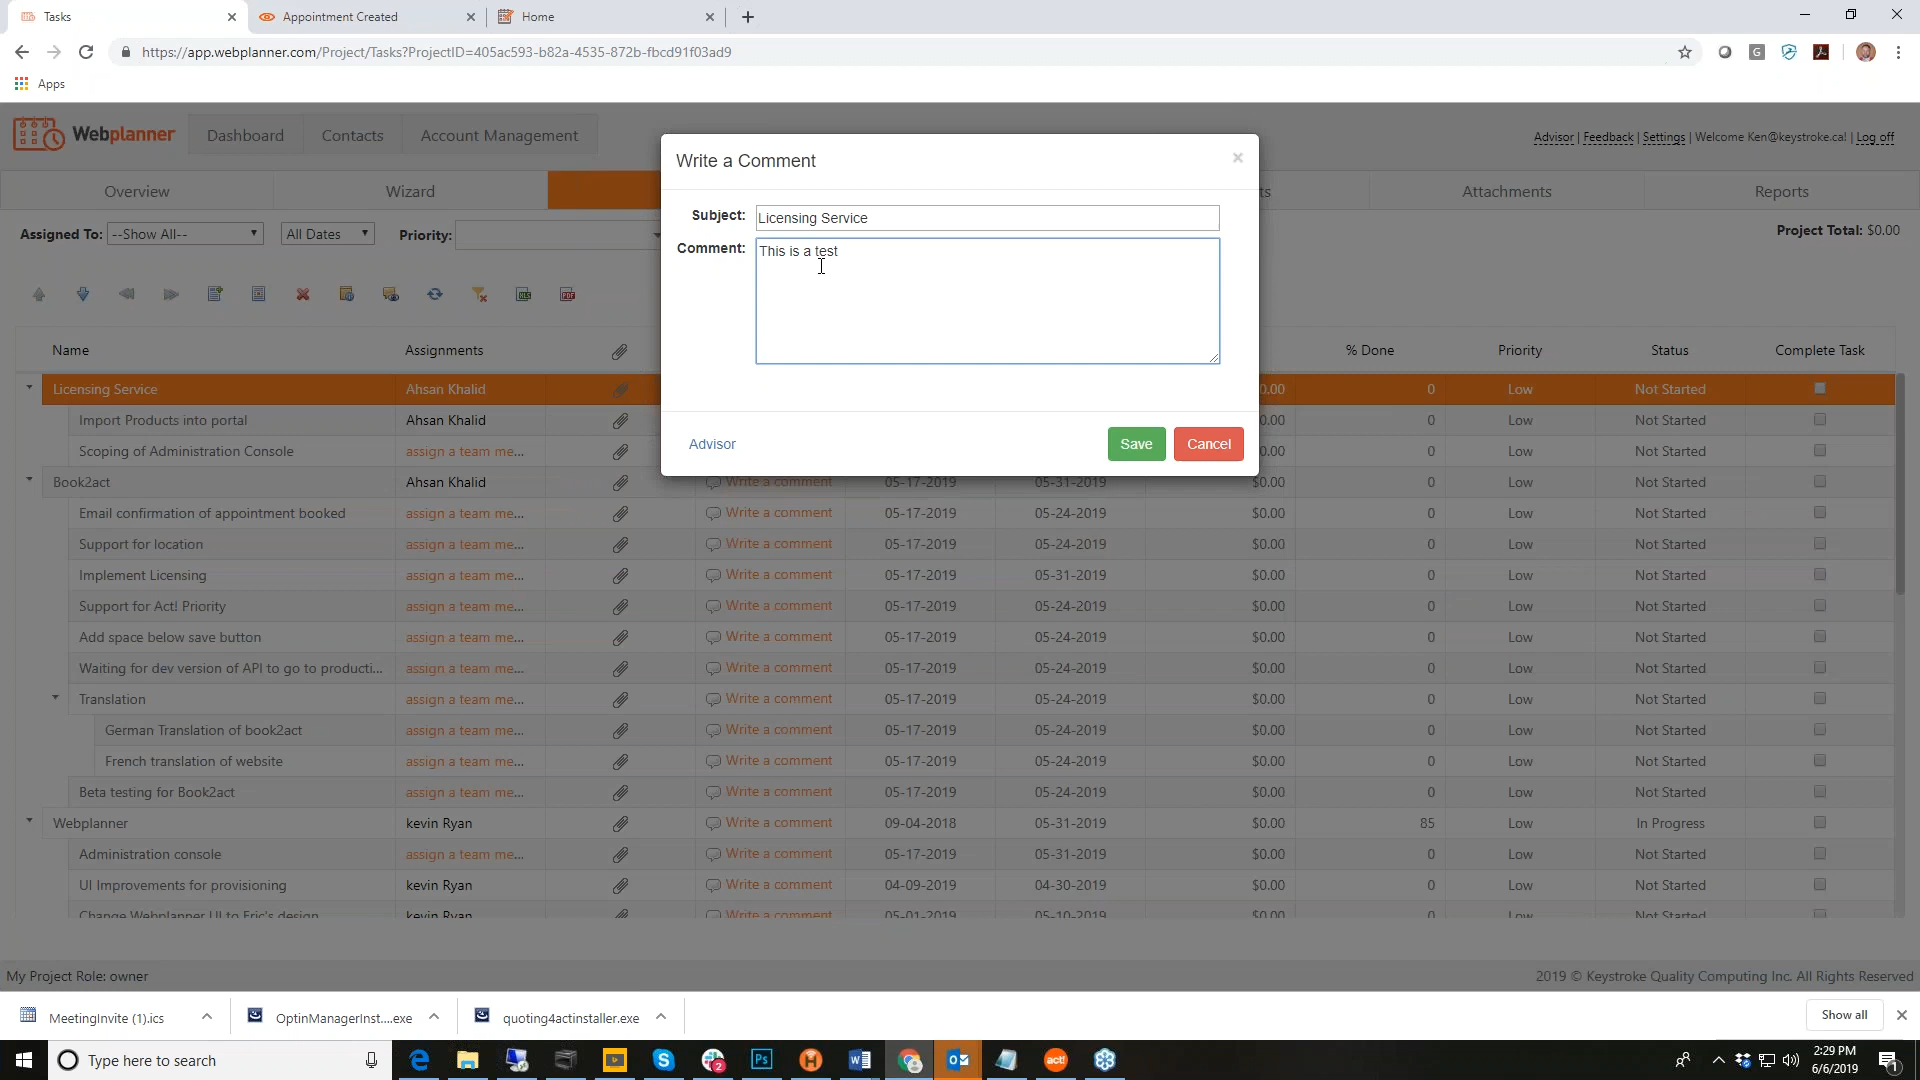 Tasks
Appointment Created
Home
https://app.webplanner.com/Project/Tasks?ProjectID=405ac593-b82a-4535-872b-fbcd91f03ad9
Apps
Webplanner
Dashboard
Contacts
Account Management
Advisor | Feedback | Settings | Welcome Ken@keystroke.ca! | Log off
Overview
Wizard
Attachments
Reports
Assigned To: --Show All--
All Dates
Priority:
Project Total: $0.00
Write a Comment
Subject: Licensing Service
Comment: This is a test
Advisor
Save
Cancel
Name Assignments % Done Priority Status Complete Task
Licensing Service Ahsan Khalid 0 Low Not Started
Import Products into portal Ahsan Khalid 0 Low Not Started
Scoping of Administration Console assign a team me... 0 Low Not Started
Book2act Ahsan Khalid Write a comment 05-17-2019 05-31-2019 $0.00 0 Low Not Started
Email confirmation of appointment booked assign a team me... Write a comment 05-17-2019 05-24-2019 $0.00 0 Low Not Started
Support for location assign a team me... Write a comment 05-17-2019 05-24-2019 $0.00 0 Low Not Started
Implement Licensing assign a team me... Write a comment 05-17-2019 05-31-2019 $0.00 0 Low Not Started
Support for Act! Priority assign a team me... Write a comment 05-17-2019 05-24-2019 $0.00 0 Low Not Started
Add space below save button assign a team me... Write a comment 05-17-2019 05-24-2019 $0.00 0 Low Not Started
Waiting for dev version of API to go to producti... assign a team me... Write a comment 05-17-2019 05-24-2019 $0.00 0 Low Not Started
Translation assign a team me... Write a comment 05-17-2019 05-24-2019 $0.00 0 Low Not Started
German Translation of book2act assign a team me... Write a comment 05-17-2019 05-24-2019 $0.00 0 Low Not Started
French translation of website assign a team me... Write a comment 05-17-2019 05-24-2019 $0.00 0 Low Not Started
Beta testing for Book2act assign a team me... Write a comment 05-17-2019 05-24-2019 $0.00 0 Low Not Started
Webplanner kevin Ryan Write a comment 09-04-2018 05-31-2019 $0.00 85 Low In Progress
Administration console assign a team me... Write a comment 05-17-2019 05-31-2019 $0.00 0 Low Not Started
UI Improvements for provisioning kevin Ryan Write a comment 04-09-2019 04-30-2019 $0.00 0 Low Not Started
Change Webplanner UI to Eric's design kevin Ryan Write a comment 05-01-2019 05-10-2019 $0.00 0 Low Not Started
My Project Role: owner
2019 © Keystroke Quality Computing Inc. All Rights Reserved
MeetingInvite (1).ics
OptinManagerInst....exe
quoting4actinstaller.exe
Show all
Type here to search
2:29 PM
6/6/2019